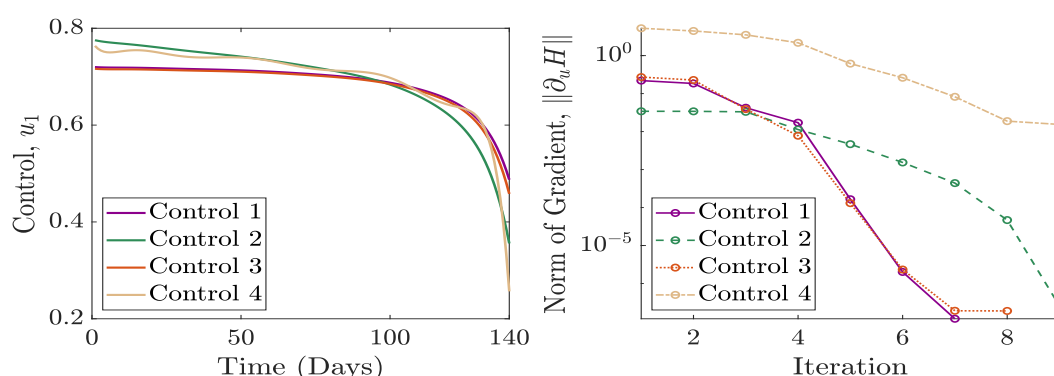 0.8
0.6
0.4
0.2
Control, u₁
Control 1
Control 2
Control 3
Control 4
0 50 100 140
Time (Days)
Norm of Gradient, ||∂ᵤH||
10⁰
10⁻⁵
Control 1
Control 2
Control 3
Control 4
2 4 6 8
Iteration